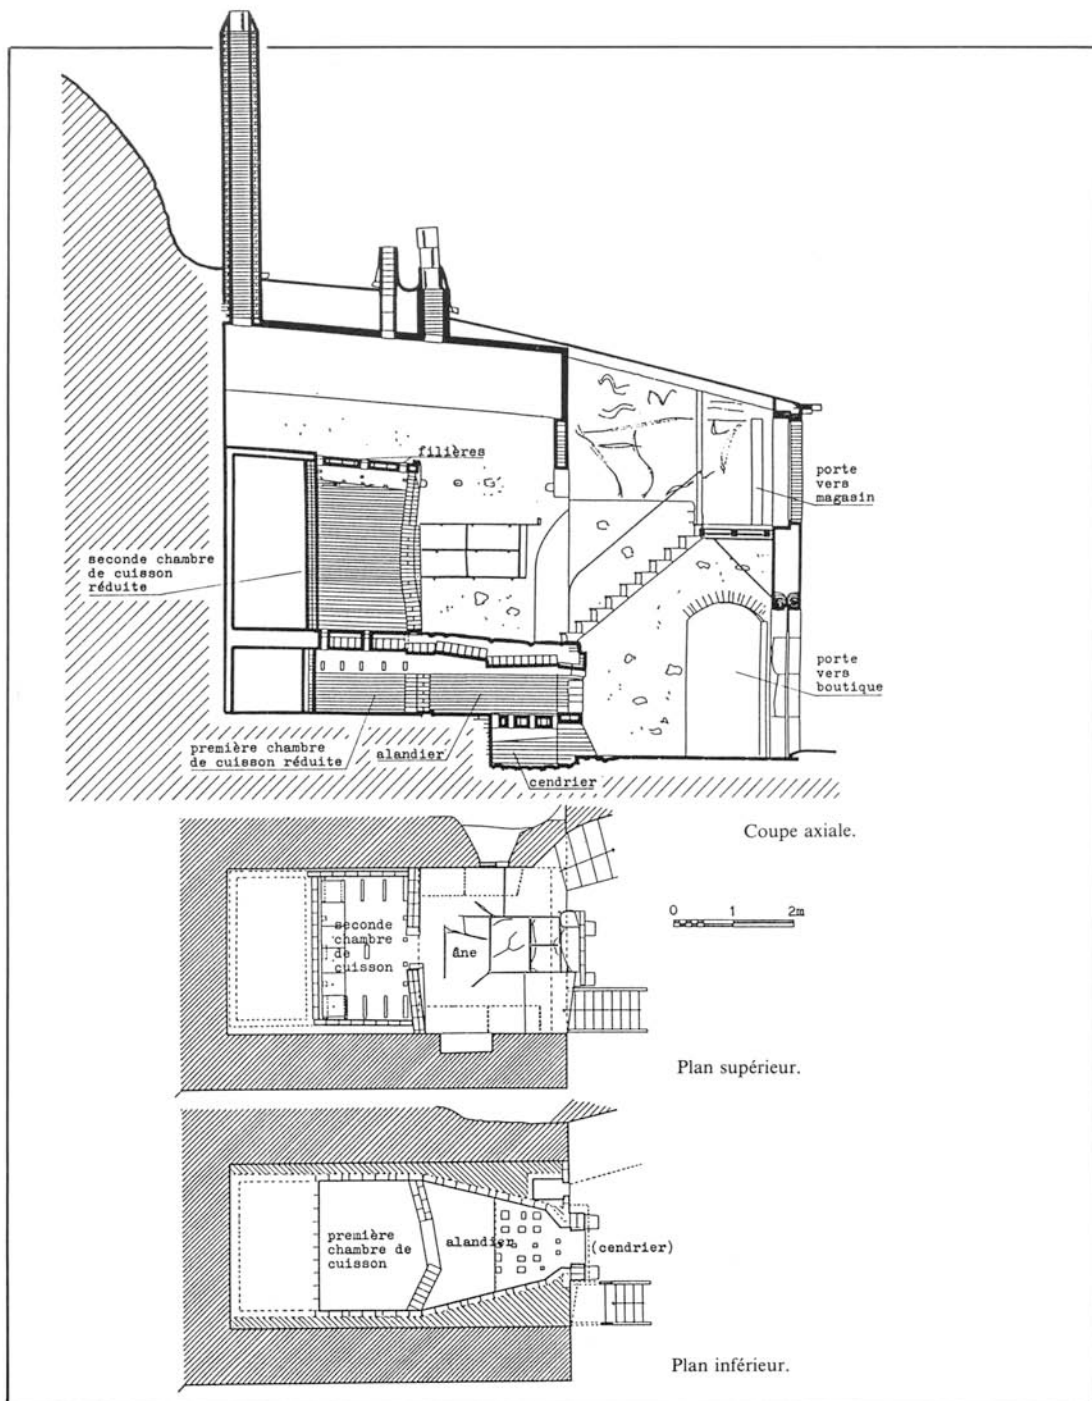 filières
porte
vers
magasin
seconde chambre
de cuisson
réduite
porte
vers
boutique
première chambre
de cuisson réduite
alandier
cendrier
Coupe axiale.
0 1 2m
seconde
chambre
de
cuisson
âne
Plan supérieur.
première
chambre de
cuisson
alandier
(cendrier)
Plan inférieur.